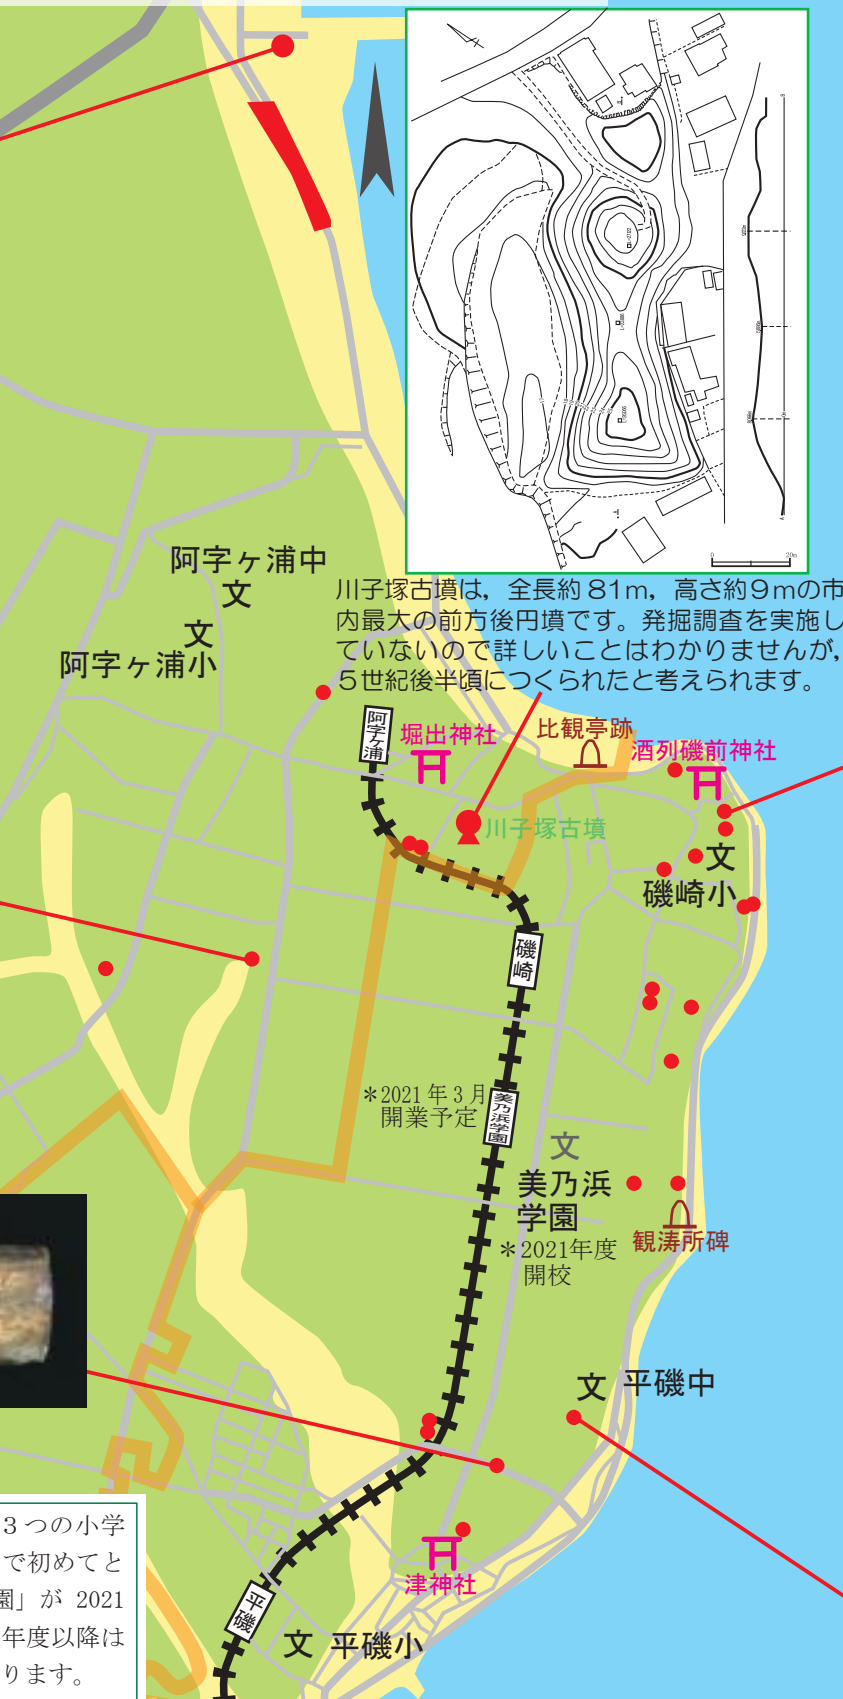 0 20m
川子塚古墳は，全長約 81m，高さ約９mの市
内最大の前方後円墳です。発掘調査を実施し
ていないので詳しいことはわかりませんが，
５世紀後半頃につくられたと考えられます。
阿字ヶ浦中
文
文
阿字ヶ浦小
阿字ヶ浦
堀出神社
比観亭跡
酒列磯前神社
川子塚古墳
文
磯崎小
磯崎
＊2021 年３月
開業予定
美乃浜学園
文
美乃浜
学園
＊2021年度
開校
観涛所碑
文 平磯中
津神社
平磯
文 平磯小
３つの小学
で初めてと
園」が 2021
年度以降は
ります。